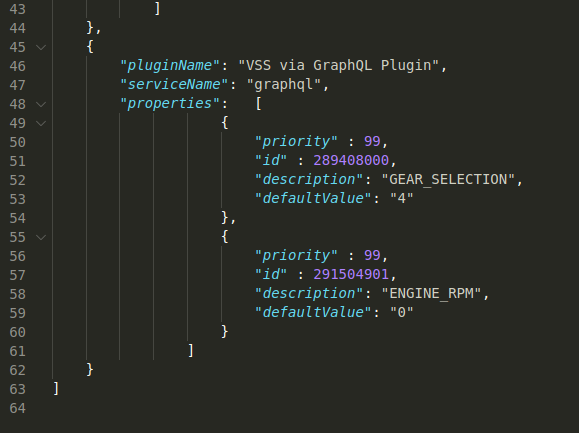 43 ]
44 },
45 {
46 "pluginName": "VSS via GraphQL Plugin",
47 "serviceName": "graphql",
48 "properties": [
49 {
50 "priority" : 99,
51 "id" : 289408000,
52 "description": "GEAR_SELECTION",
53 "defaultValue": "4"
54 },
55 {
56 "priority" : 99,
57 "id" : 291504901,
58 "description": "ENGINE_RPM",
59 "defaultValue": "0"
60 }
61 ]
62 }
63 ]
64